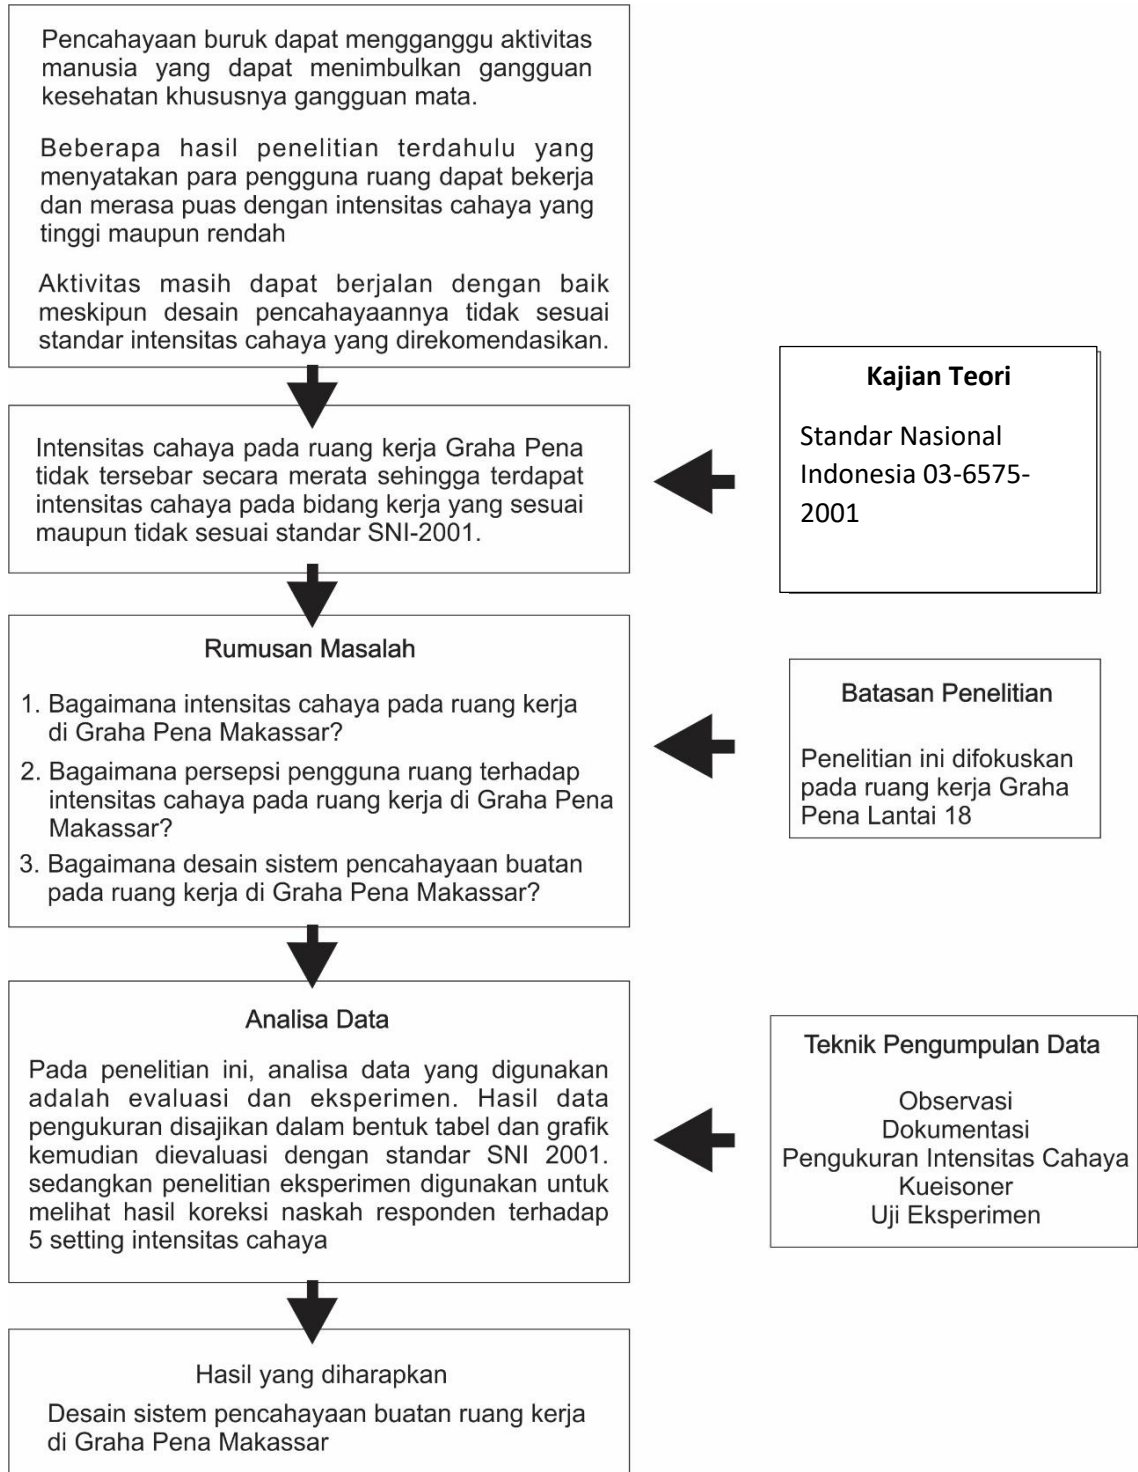 Pencahayaan buruk dapat mengganggu aktivitas
manusia yang dapat menimbulkan gangguan
kesehatan khususnya gangguan mata.
Beberapa hasil penelitian terdahulu yang
menyatakan para pengguna ruang dapat bekerja
dan merasa puas dengan intensitas cahaya yang
tinggi maupun rendah
Aktivitas masih dapat berjalan dengan baik
meskipun desain pencahayaannya tidak sesuai
standar intensitas cahaya yang direkomendasikan.
Kajian Teori
Standar Nasional
Indonesia 03-6575-
2001
Intensitas cahaya pada ruang kerja Graha Pena
tidak tersebar secara merata sehingga terdapat
intensitas cahaya pada bidang kerja yang sesuai
maupun tidak sesuai standar SNI-2001.
Rumusan Masalah
1. Bagaimana intensitas cahaya pada ruang kerja
di Graha Pena Makassar?
2. Bagaimana persepsi pengguna ruang terhadap
intensitas cahaya pada ruang kerja di Graha Pena
Makassar?
3. Bagaimana desain sistem pencahayaan buatan
pada ruang kerja di Graha Pena Makassar?
Batasan Penelitian
Penelitian ini difokuskan
pada ruang kerja Graha
Pena Lantai 18
Analisa Data
Pada penelitian ini, analisa data yang digunakan
adalah evaluasi dan eksperimen. Hasil data
pengukuran disajikan dalam bentuk tabel dan grafik
kemudian dievaluasi dengan standar SNI 2001.
sedangkan penelitian eksperimen digunakan untuk
melihat hasil koreksi naskah responden terhadap
5 setting intensitas cahaya
Teknik Pengumpulan Data
Observasi
Dokumentasi
Pengukuran Intensitas Cahaya
Kueisoner
Uji Eksperimen
Hasil yang diharapkan
Desain sistem pencahayaan buatan ruang kerja
di Graha Pena Makassar